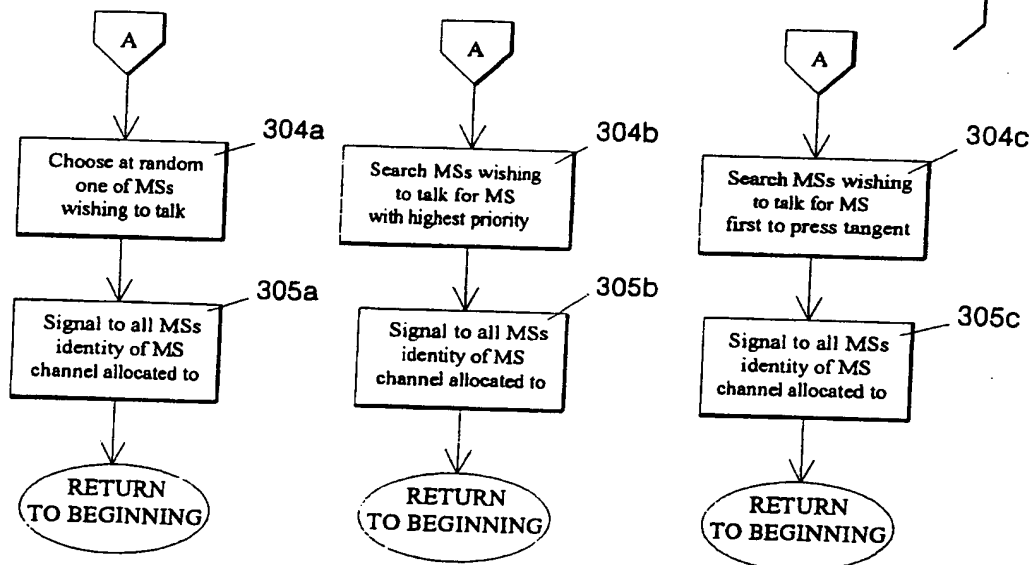 A
304a
Choose at random
one of MSs
wishing to talk
305a
Signal to all MSs
identity of MS
channel allocated to
RETURN
TO BEGINNING
A
304b
Search MSs wishing
to talk for MS
with highest priority
305b
Signal to all MSs
identity of MS
channel allocated to
RETURN
TO BEGINNING
A
304c
Search MSs wishing
to talk for MS
first to press tangent
305c
Signal to all MSs
identity of MS
channel allocated to
RETURN
TO BEGINNING